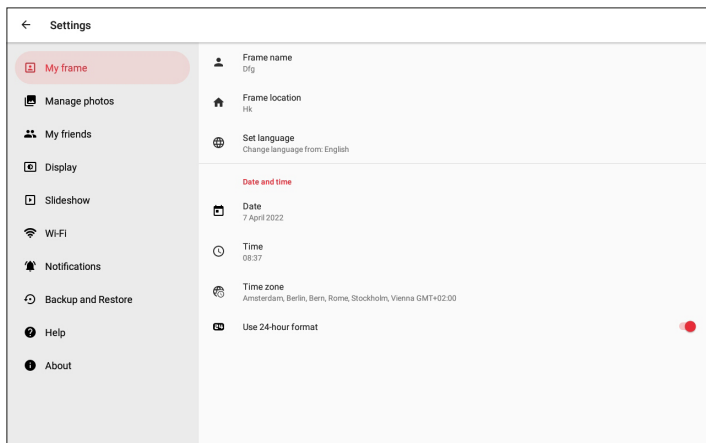 Settings
My frame
Manage photos
My friends
Display
Slideshow
Wi-Fi
Notifications
Backup and Restore
Help
About
Frame name
Dfg
Frame location
Hk
Set language
Change language from: English
Date and time
Date
7 April 2022
Time
08:37
Time zone
Amsterdam, Berlin, Bern, Rome, Stockholm, Vienna GMT+02:00
24
Use 24-hour format